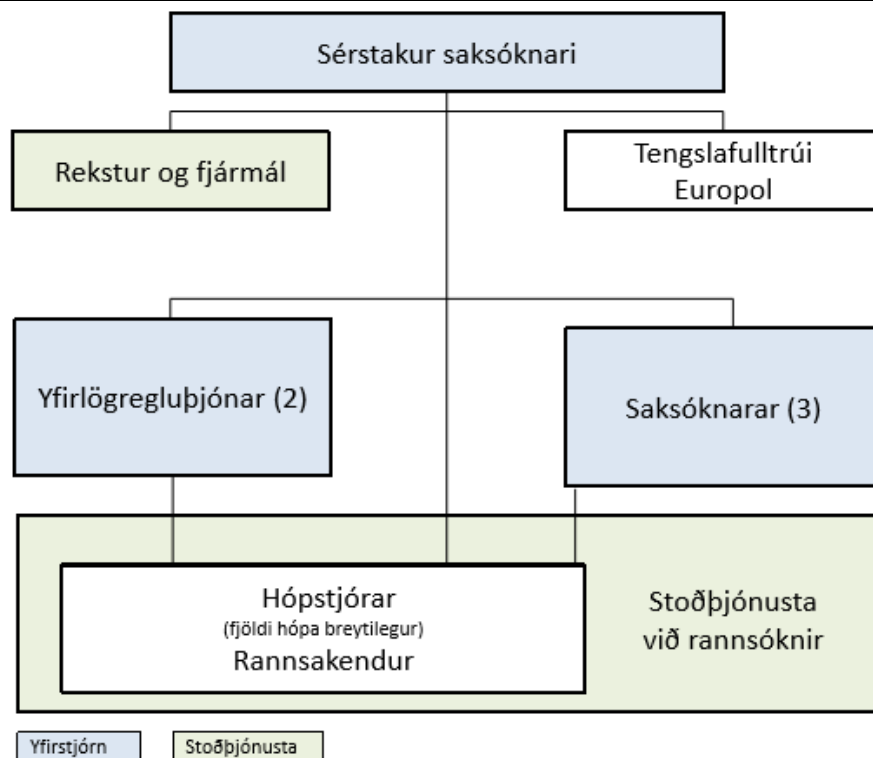 Sérstakur saksóknari
Rekstur og fjármál
Tengslafulltrúi
Europol
Yfirlögregluþjónar (2)
Saksóknarar (3)
Hópstjórar
(fjöldi hópa breytilegur)
Rannsakendur
Stoðþjónusta
við rannsóknir
Yfirstjórn
Stoðþjónusta